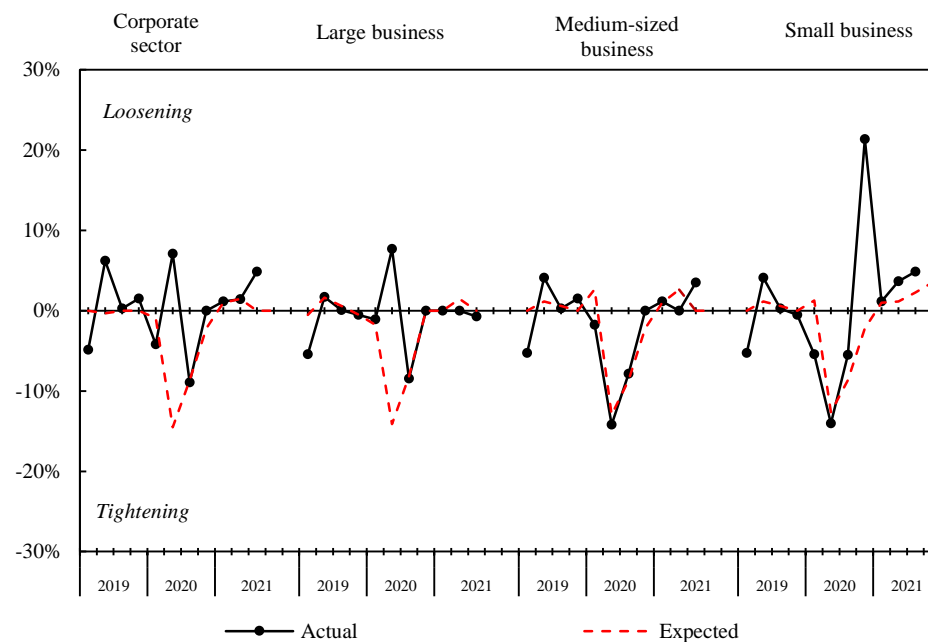 Corporate
sector
Large business
Medium-sized
business
Small business
30%
Loosening
20%
10%
0%
-10%
-20%
Tightening
-30%
2019 2020 2021 2019 2020 2021 2019 2020 2021 2019 2020 2021
Actual Expected